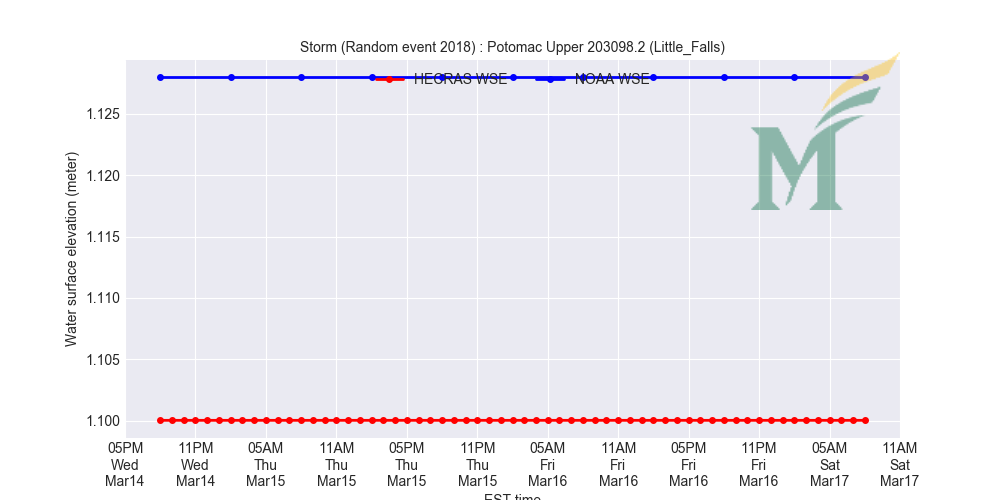 Storm (Random event 2018) : Potomac Upper 203098.2 (Little_Falls)
HECRAS WSE
NOAA WSE
Water surface elevation (meter)
1.125
1.120
1.115
1.110
1.105
1.100
05PM 11PM 05AM 11AM 05PM 11PM 05AM 11AM 05PM 11PM 05AM 11AM
Wed Wed Thu Thu Thu Thu Fri Fri Fri Fri Sat Sat
Mar14 Mar14 Mar15 Mar15 Mar15 Mar15 Mar16 Mar16 Mar16 Mar16 Mar17 Mar17
EST time
M